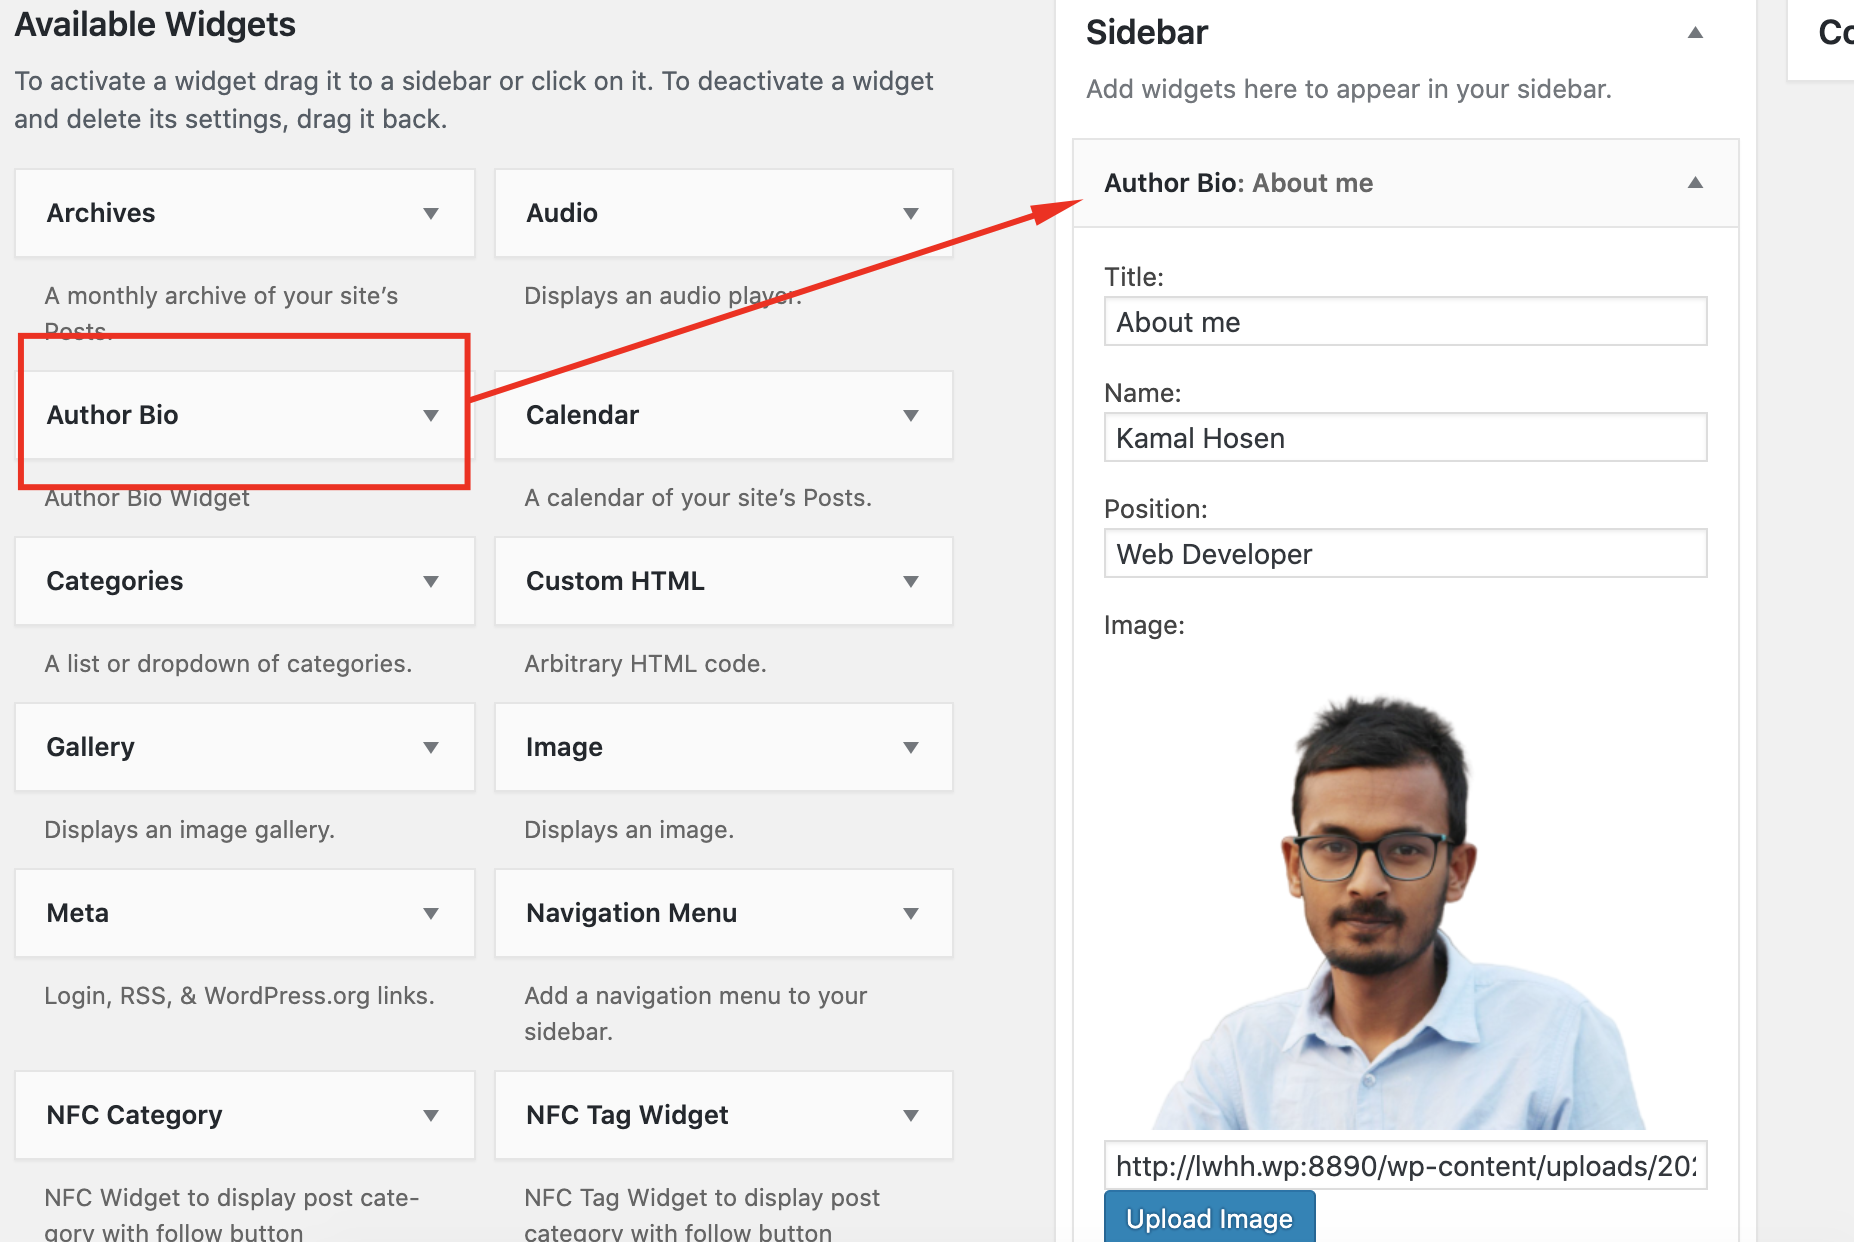 Available Widgets
To activate a widget drag it to a sidebar or click on it. To deactivate a widget
and delete its settings, drag it back.
Archives
Audio
A monthly archive of your site’s
Posts.
Displays an audio player.
Author Bio
Calendar
Author Bio Widget
A calendar of your site’s Posts.
Categories
Custom HTML
A list or dropdown of categories.
Arbitrary HTML code.
Gallery
Image
Displays an image gallery.
Displays an image.
Meta
Navigation Menu
Login, RSS, & WordPress.org links.
Add a navigation menu to your
sidebar.
NFC Category
NFC Tag Widget
NFC Widget to display post cate-
gory with follow button
NFC Tag Widget to display post
category with follow button
Sidebar
Add widgets here to appear in your sidebar.
Author Bio: About me
Title:
About me
Name:
Kamal Hosen
Position:
Web Developer
Image:
http://lwhh.wp:8890/wp-content/uploads/202
Upload Image
Co